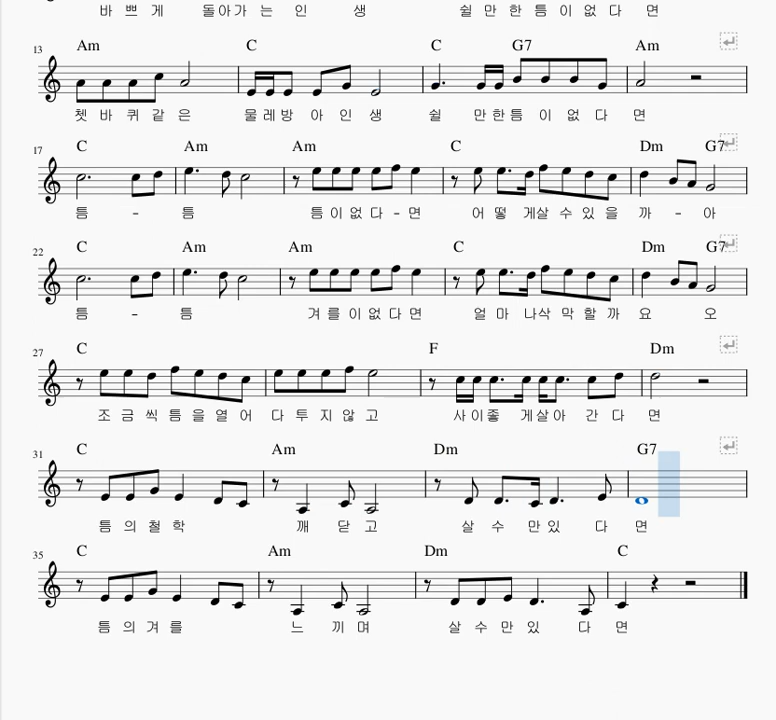 바 쁘 게 돌아가 는 인 생 쉴 만 한 틈 이 없 다 면
13 Am C C G7 Am
쳇 바 퀴 같 은 물 레 방 아 인 생 쉴 만 한 틈 이 없 다 면
17 C Am Am C Dm G7
틈 - 틈 틈 이 없 다 - 면 어 떻 게살 수 있 을 까 - 아
22 C Am Am C Dm G7
틈 - 틈 겨 를 이 없 다 면 얼 마 나삭 막 할 까 요 오
27 C F Dm
조 금 씩 틈 을 열 어 다 투 지 않 고 사 이 좋 게살아 간 다 면
31 C Am Dm G7
틈 의 철 학 깨 닫 고 살 수 만 있 다 면
35 C Am Dm C
틈 의 겨 를 느 끼 며 살 수 만 있 다 면